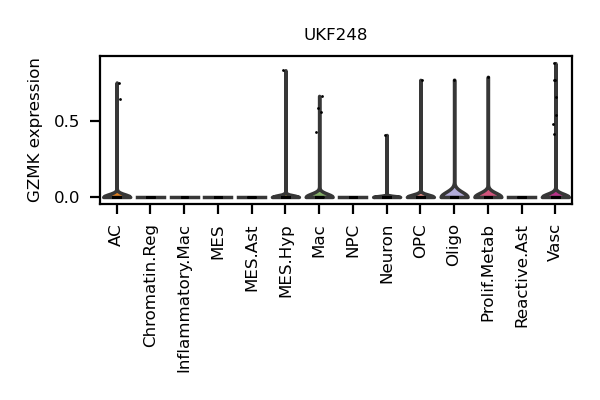 UKF248
GZMK expression
0.5
0.0
AC
Chromatin.Reg
Inflammatory.Mac
MES
MES.Ast
MES.Hyp
Mac
NPC
Neuron
OPC
Oligo
Prolif.Metab
Reactive.Ast
Vasc